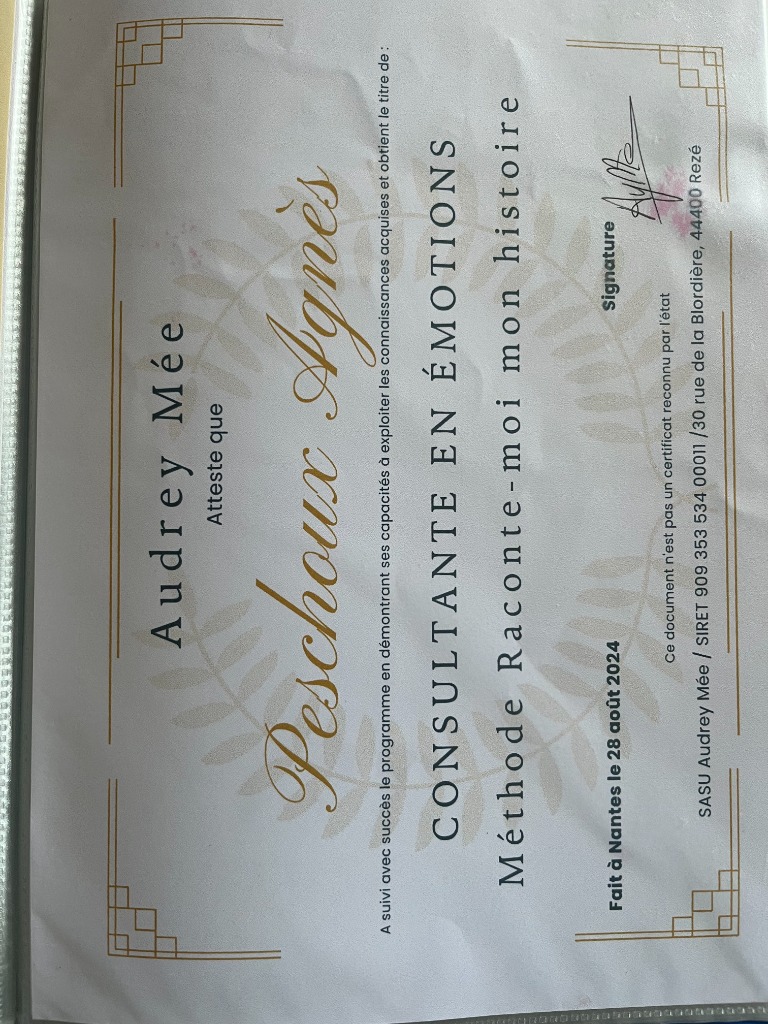 Audrey Mée
Atteste que
Peschoux Agnès
A suivi avec succès le programme en démontrant ses capacités à exploiter les connaissances acquises et obtient le titre de :
CONSULTANTE EN ÉMOTIONS
Méthode Raconte-moi mon histoire
Fait à Nantes le 28 août 2024
Signature
AyMe
Ce document n'est pas un certificat reconnu par l'état
SASU Audrey Mée / SIRET 909 353 534 00011 /30 rue de la Blordière, 44400 Rezé